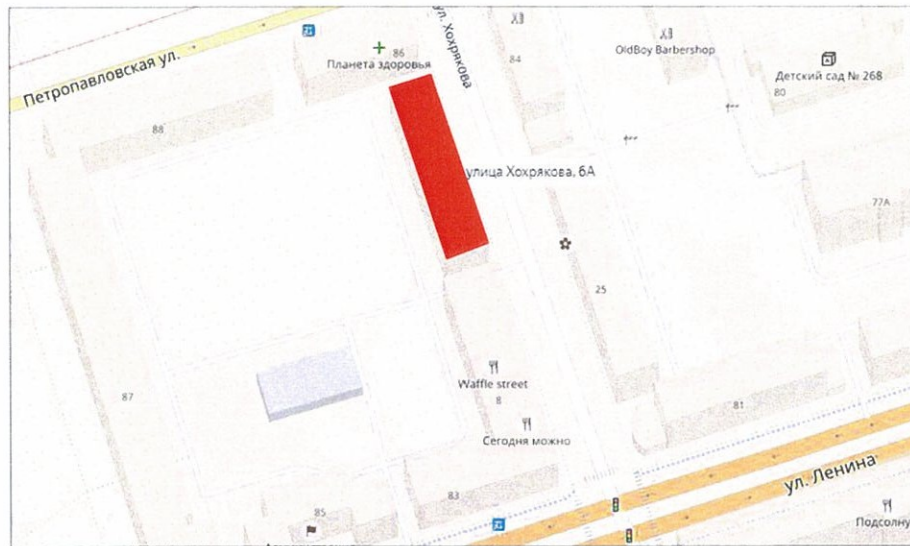 ул. Хохрякова
OldBoy Barbershop
84
86
Планета здоровья
Детский сад № 268
80
Петропавловская ул.
88
улица Хохрякова, 6А
77А
25
Waffle street
87
8
81
Сегодня можно
ул. Ленина
83
85
Подсолну